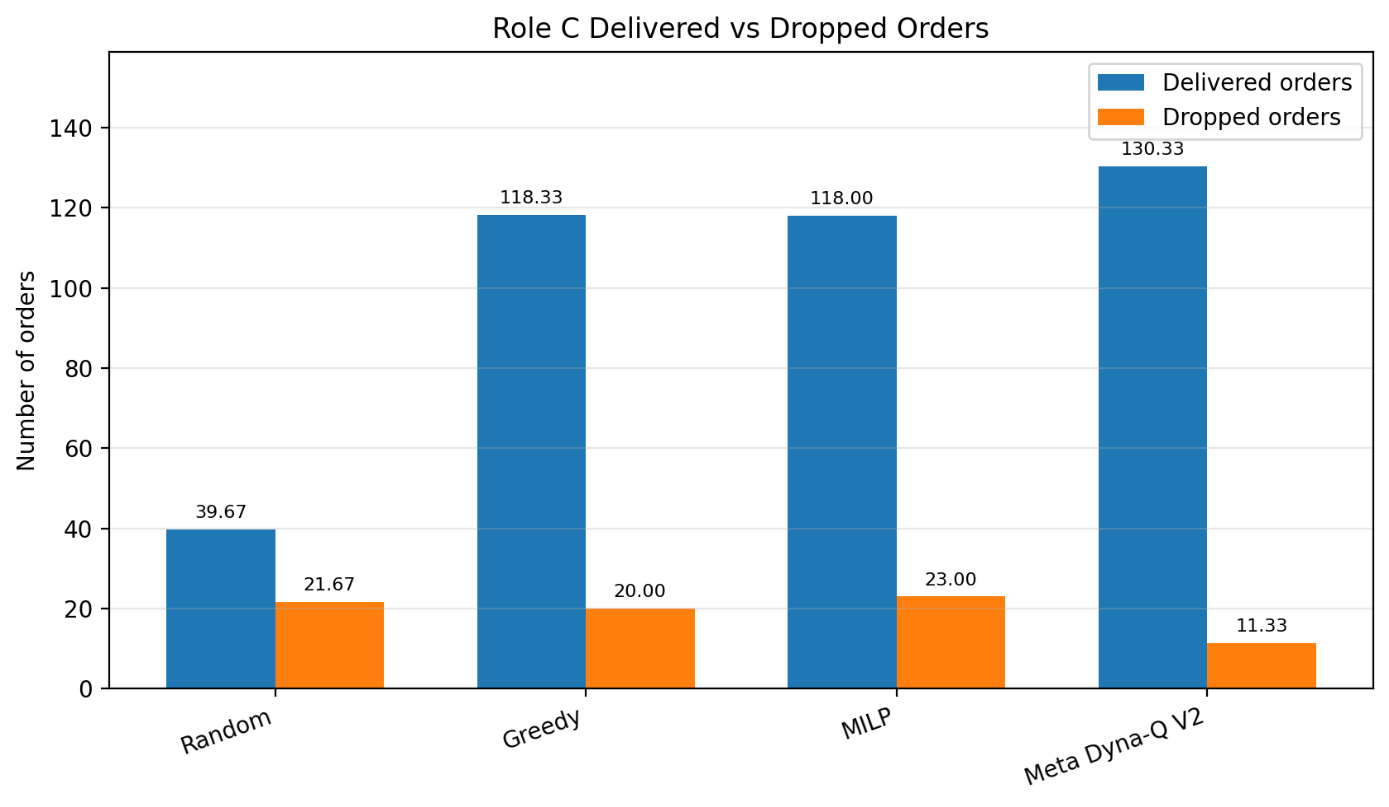 Role C Delivered vs Dropped Orders
Delivered orders
Dropped orders
Number of orders
140
120
100
80
60
40
20
0
39.67
21.67
118.33
20.00
118.00
23.00
130.33
11.33
Random
Greedy
MILP
Meta Dyna-Q V2